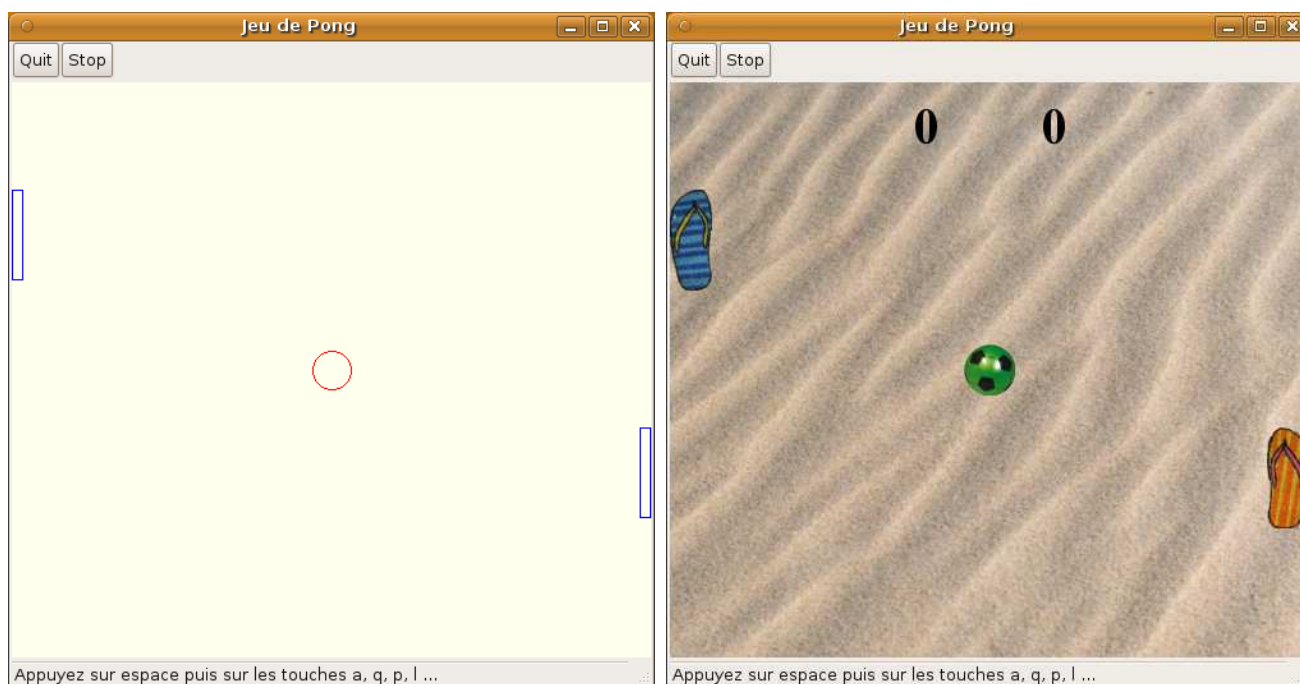 Jeu de Pong
Quit Stop
Appuyez sur espace puis sur les touches a, q, p, l ...
Jeu de Pong
Quit Stop
0 0
Appuyez sur espace puis sur les touches a, q, p, l ...